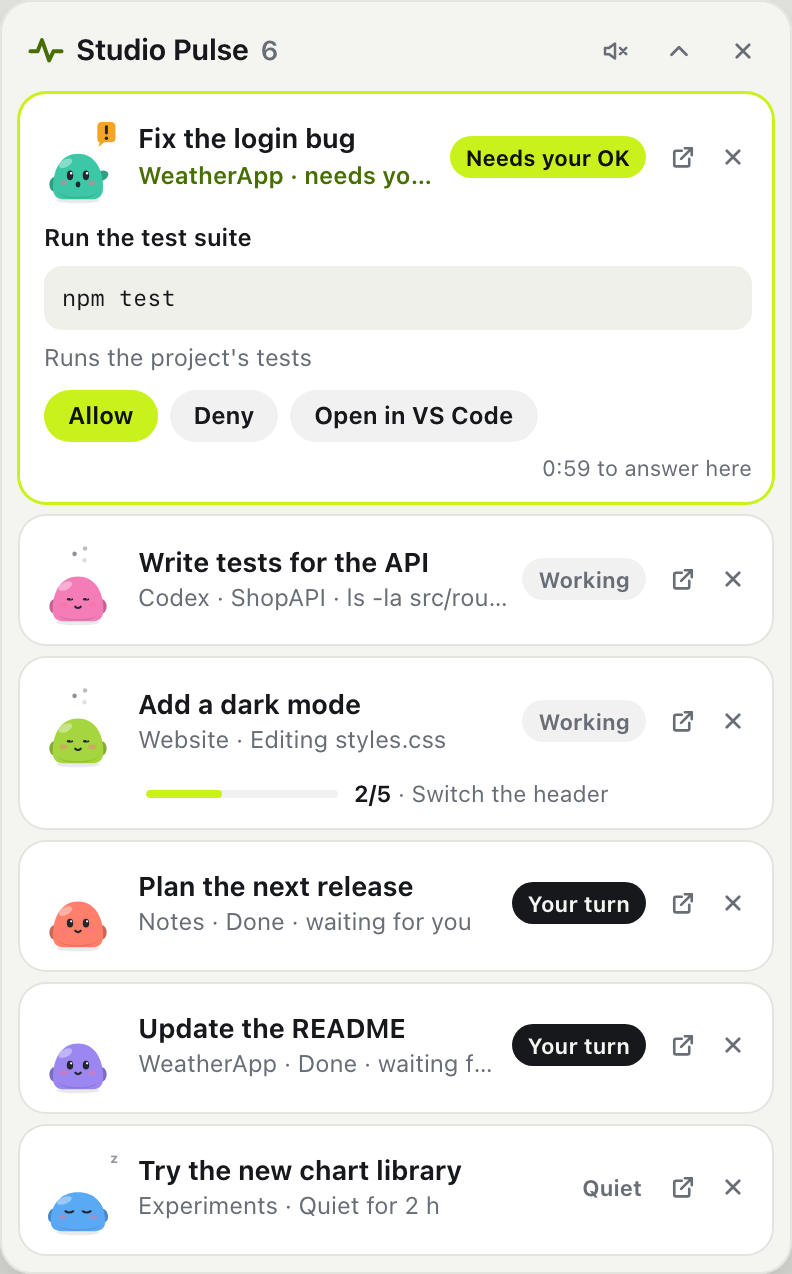 Studio Pulse 6
!
Fix the login bug
WeatherApp · needs yo...
Needs your OK
Run the test suite
npm test
Runs the project's tests
Allow
Deny
Open in VS Code
0:59 to answer here
Write tests for the API
Codex · ShopAPI · ls -la src/rou...
Working
Add a dark mode
Website · Editing styles.css
Working
2/5 · Switch the header
Plan the next release
Notes · Done · waiting for you
Your turn
Update the README
WeatherApp · Done · waiting f...
Your turn
z
Try the new chart library
Experiments · Quiet for 2 h
Quiet